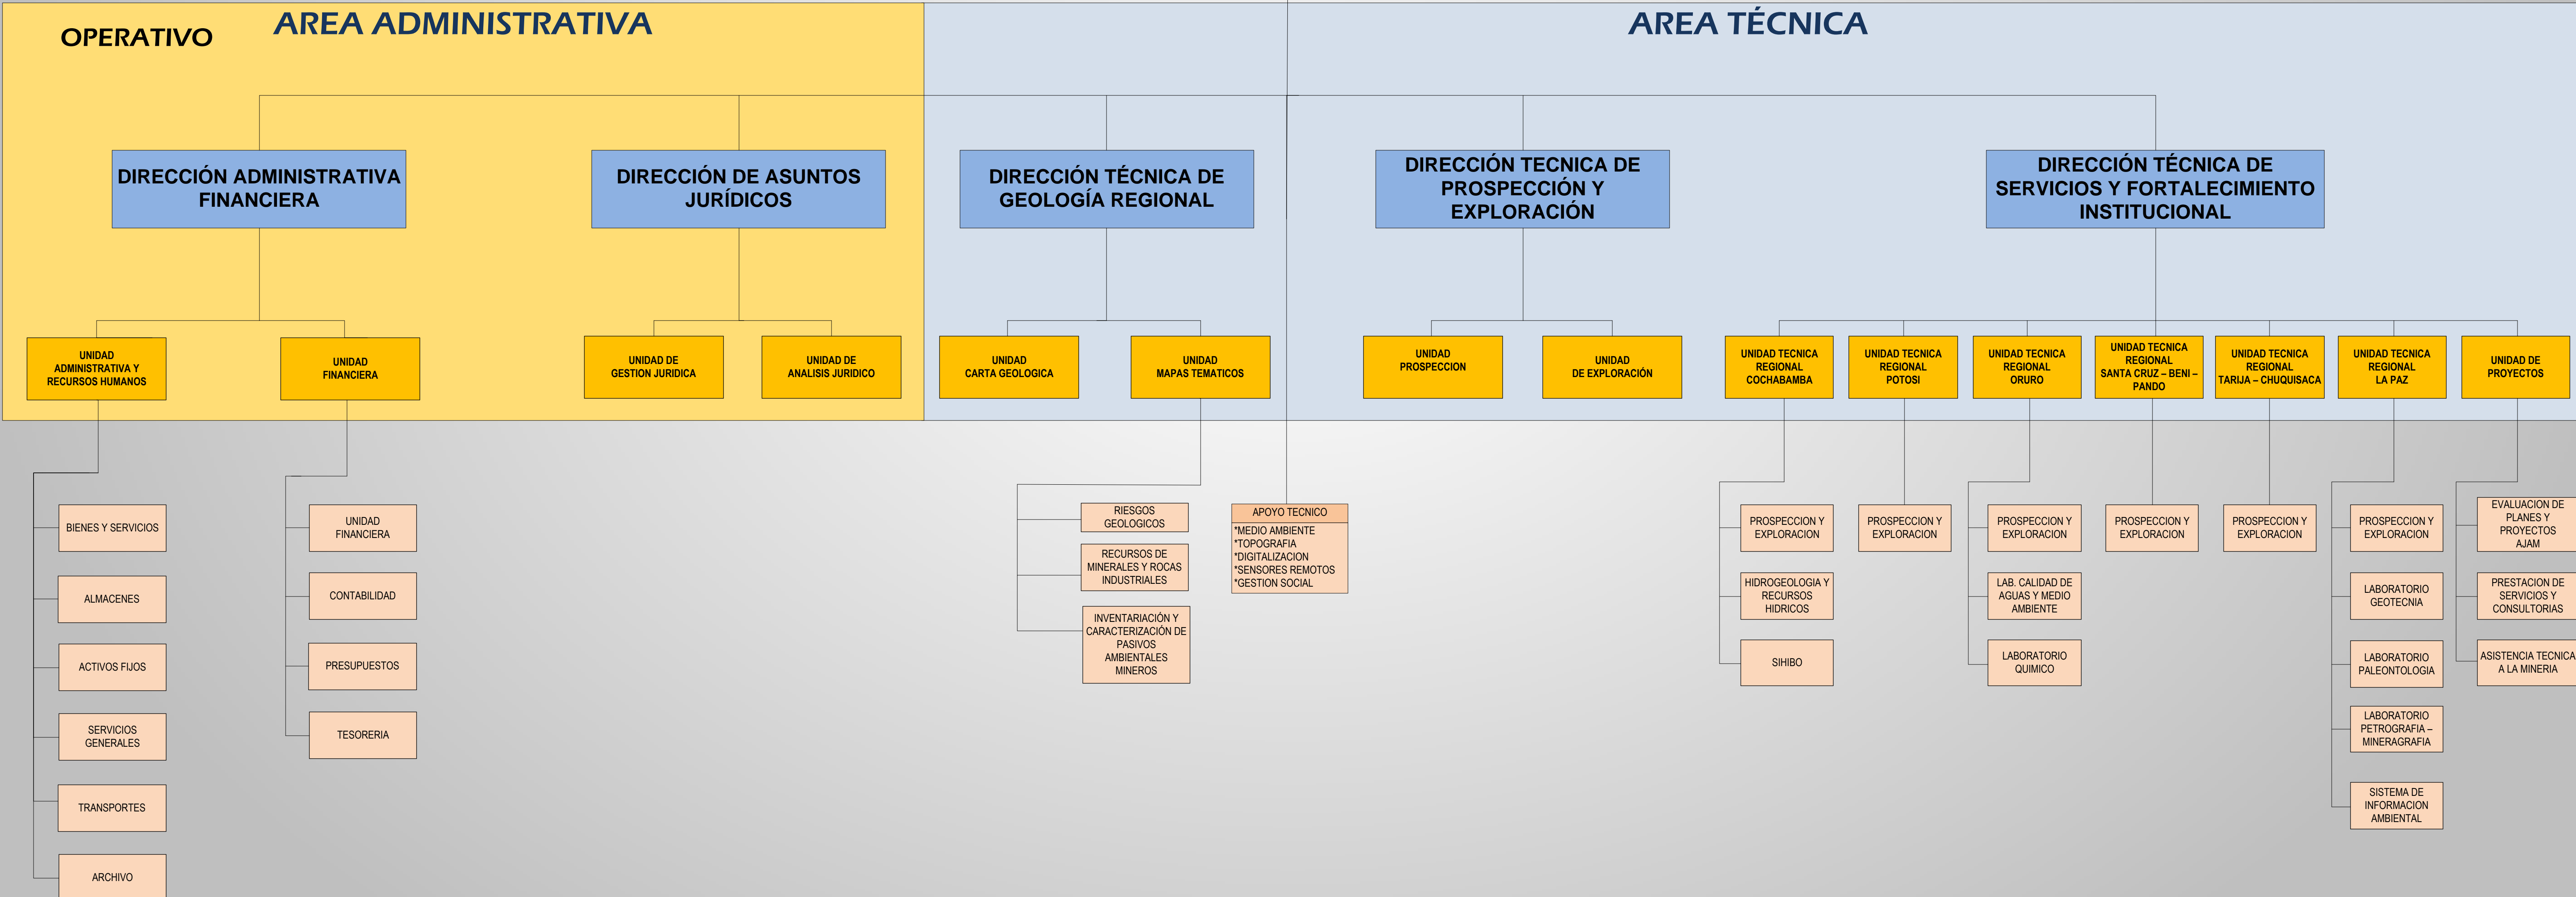 AREA ADMINISTRATIVA
AREA TÉCNICA
OPERATIVO
DIRECCIÓN ADMINISTRATIVA
FINANCIERA
DIRECCIÓN DE ASUNTOS
JURÍDICOS
DIRECCIÓN TÉCNICA DE
GEOLOGÍA REGIONAL
DIRECCIÓN TECNICA DE
PROSPECCIÓN Y
EXPLORACIÓN
DIRECCIÓN TÉCNICA DE
SERVICIOS Y FORTALECIMIENTO
INSTITUCIONAL
UNIDAD
ADMINISTRATIVA Y
RECURSOS HUMANOS
UNIDAD
FINANCIERA
UNIDAD DE
GESTION JURIDICA
UNIDAD DE
ANALISIS JURIDICO
UNIDAD
CARTA GEOLOGICA
UNIDAD
MAPAS TEMATICOS
UNIDAD
PROSPECCION
UNIDAD
DE EXPLORACIÓN
UNIDAD TECNICA
REGIONAL
COCHABAMBA
UNIDAD TECNICA
REGIONAL
POTOSI
UNIDAD TECNICA
REGIONAL
ORURO
UNIDAD TECNICA
REGIONAL
SANTA CRUZ – BENI –
PANDO
UNIDAD TECNICA
REGIONAL
TARIJA – CHUQUISACA
UNIDAD TECNICA
REGIONAL
LA PAZ
UNIDAD DE
PROYECTOS
BIENES Y SERVICIOS
ALMACENES
ACTIVOS FIJOS
SERVICIOS
GENERALES
TRANSPORTES
ARCHIVO
UNIDAD
FINANCIERA
CONTABILIDAD
PRESUPUESTOS
TESORERIA
RIESGOS
GEOLOGICOS
RECURSOS DE
MINERALES Y ROCAS
INDUSTRIALES
INVENTARIACIÓN Y
CARACTERIZACIÓN DE
PASIVOS
AMBIENTALES
MINEROS
APOYO TECNICO
*MEDIO AMBIENTE
*TOPOGRAFIA
*DIGITALIZACION
*SENSORES REMOTOS
*GESTION SOCIAL
PROSPECCION Y
EXPLORACION
HIDROGEOLOGIA Y
RECURSOS
HIDRICOS
SIHIBO
PROSPECCION Y
EXPLORACION
PROSPECCION Y
EXPLORACION
LAB. CALIDAD DE
AGUAS Y MEDIO
AMBIENTE
LABORATORIO
QUIMICO
PROSPECCION Y
EXPLORACION
PROSPECCION Y
EXPLORACION
PROSPECCION Y
EXPLORACION
LABORATORIO
GEOTECNIA
LABORATORIO
PALEONTOLOGIA
LABORATORIO
PETROGRAFIA –
MINERAGRAFIA
SISTEMA DE
INFORMACION
AMBIENTAL
EVALUACION DE
PLANES Y
PROYECTOS
AJAM
PRESTACION DE
SERVICIOS Y
CONSULTORIAS
ASISTENCIA TECNICA
A LA MINERIA